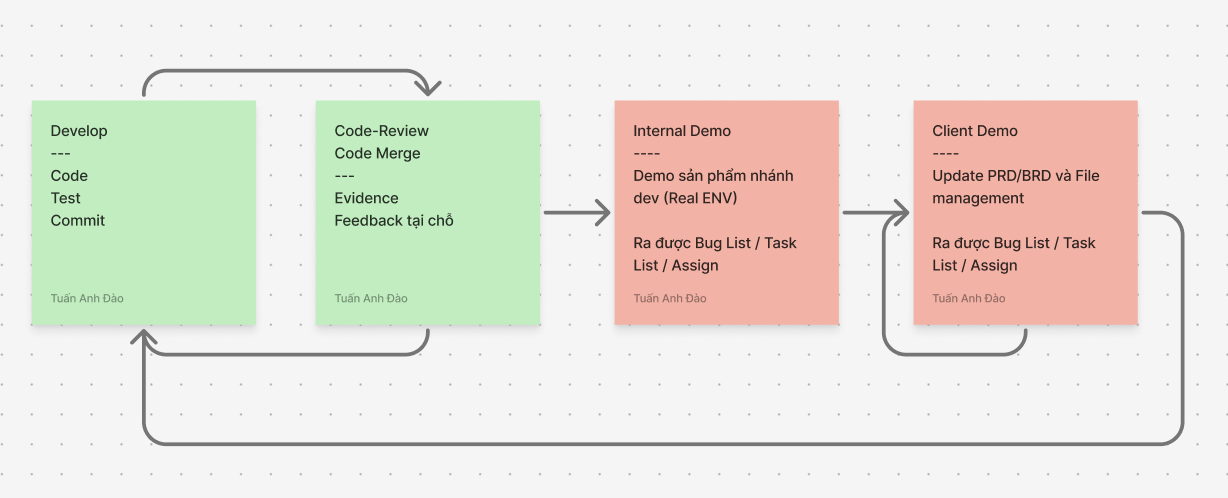 Develop
---
Code
Test
Commit
Tuấn Anh Đào
Code-Review
Code Merge
---
Evidence
Feedback tại chỗ
Tuấn Anh Đào
Internal Demo
----
Demo sản phẩm nhánh
dev (Real ENV)
Ra được Bug List / Task
List / Assign
Tuấn Anh Đào
Client Demo
----
Update PRD/BRD và File
management
Ra được Bug List / Task
List / Assign
Tuấn Anh Đào